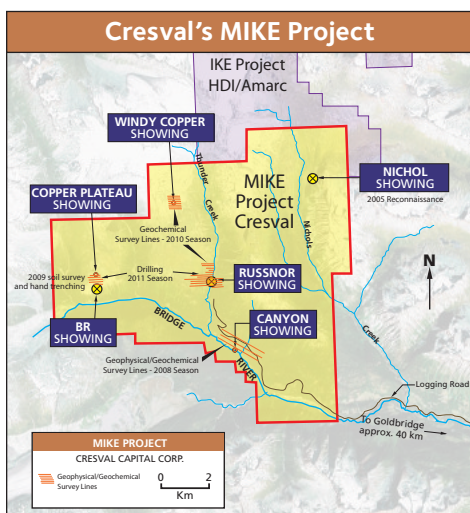 Cresval's MIKE Project
IKE Project
HDI/Amarc
WINDY COPPER
SHOWING
Thunder
Creek
COPPER PLATEAU
SHOWING
NICHOL
SHOWING
2005 Reconnaissance
MIKE
Project
Cresval
Nichols
Creek
Geochemical
Survey Lines - 2010 Season
N
2009 soil survey
and hand trenching
Drilling
2011 Season
RUSSNOR
SHOWING
BR
SHOWING
BRIDGE
RIVER
CANYON
SHOWING
Geophysical/Geochemical
Survey Lines - 2008 Season
Logging Road
To Goldbridge
approx. 40 km
MIKE PROJECT
CRESVAL CAPITAL CORP.
Geophysical/Geochemical
Survey Lines
0 2
Km